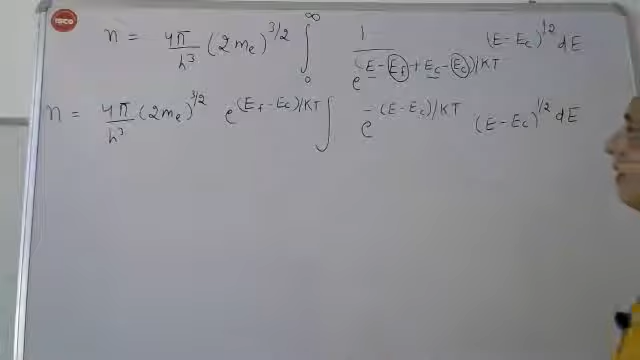 ISCO
n = 4π/h³ (2mₑ)^3/2 ∫₀^∞ 1/e^(E-E_f+E_c-E_c)/KT (E-E_c)^1/2 dE
n = 4π/h³ (2mₑ)^3/2 e^(E_f-E_c)/KT ∫ e^-(E-E_c)/KT (E-E_c)^1/2 dE